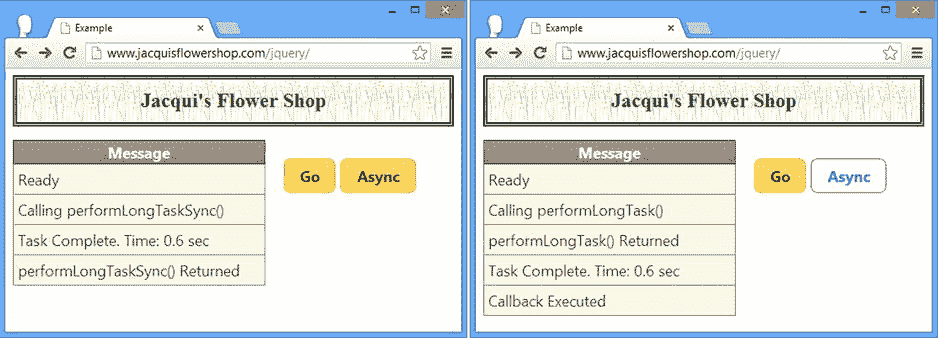 Example
www.jacquisflowershop.com/jquery/
Jacqui's Flower Shop
Message
Ready
Calling performLongTaskSync()
Task Complete. Time: 0.6 sec
performLongTaskSync() Returned
Go Async
Example
www.jacquisflowershop.com/jquery/
Jacqui's Flower Shop
Message
Ready
Calling performLongTask()
performLongTask() Returned
Task Complete. Time: 0.6 sec
Callback Executed
Go Async